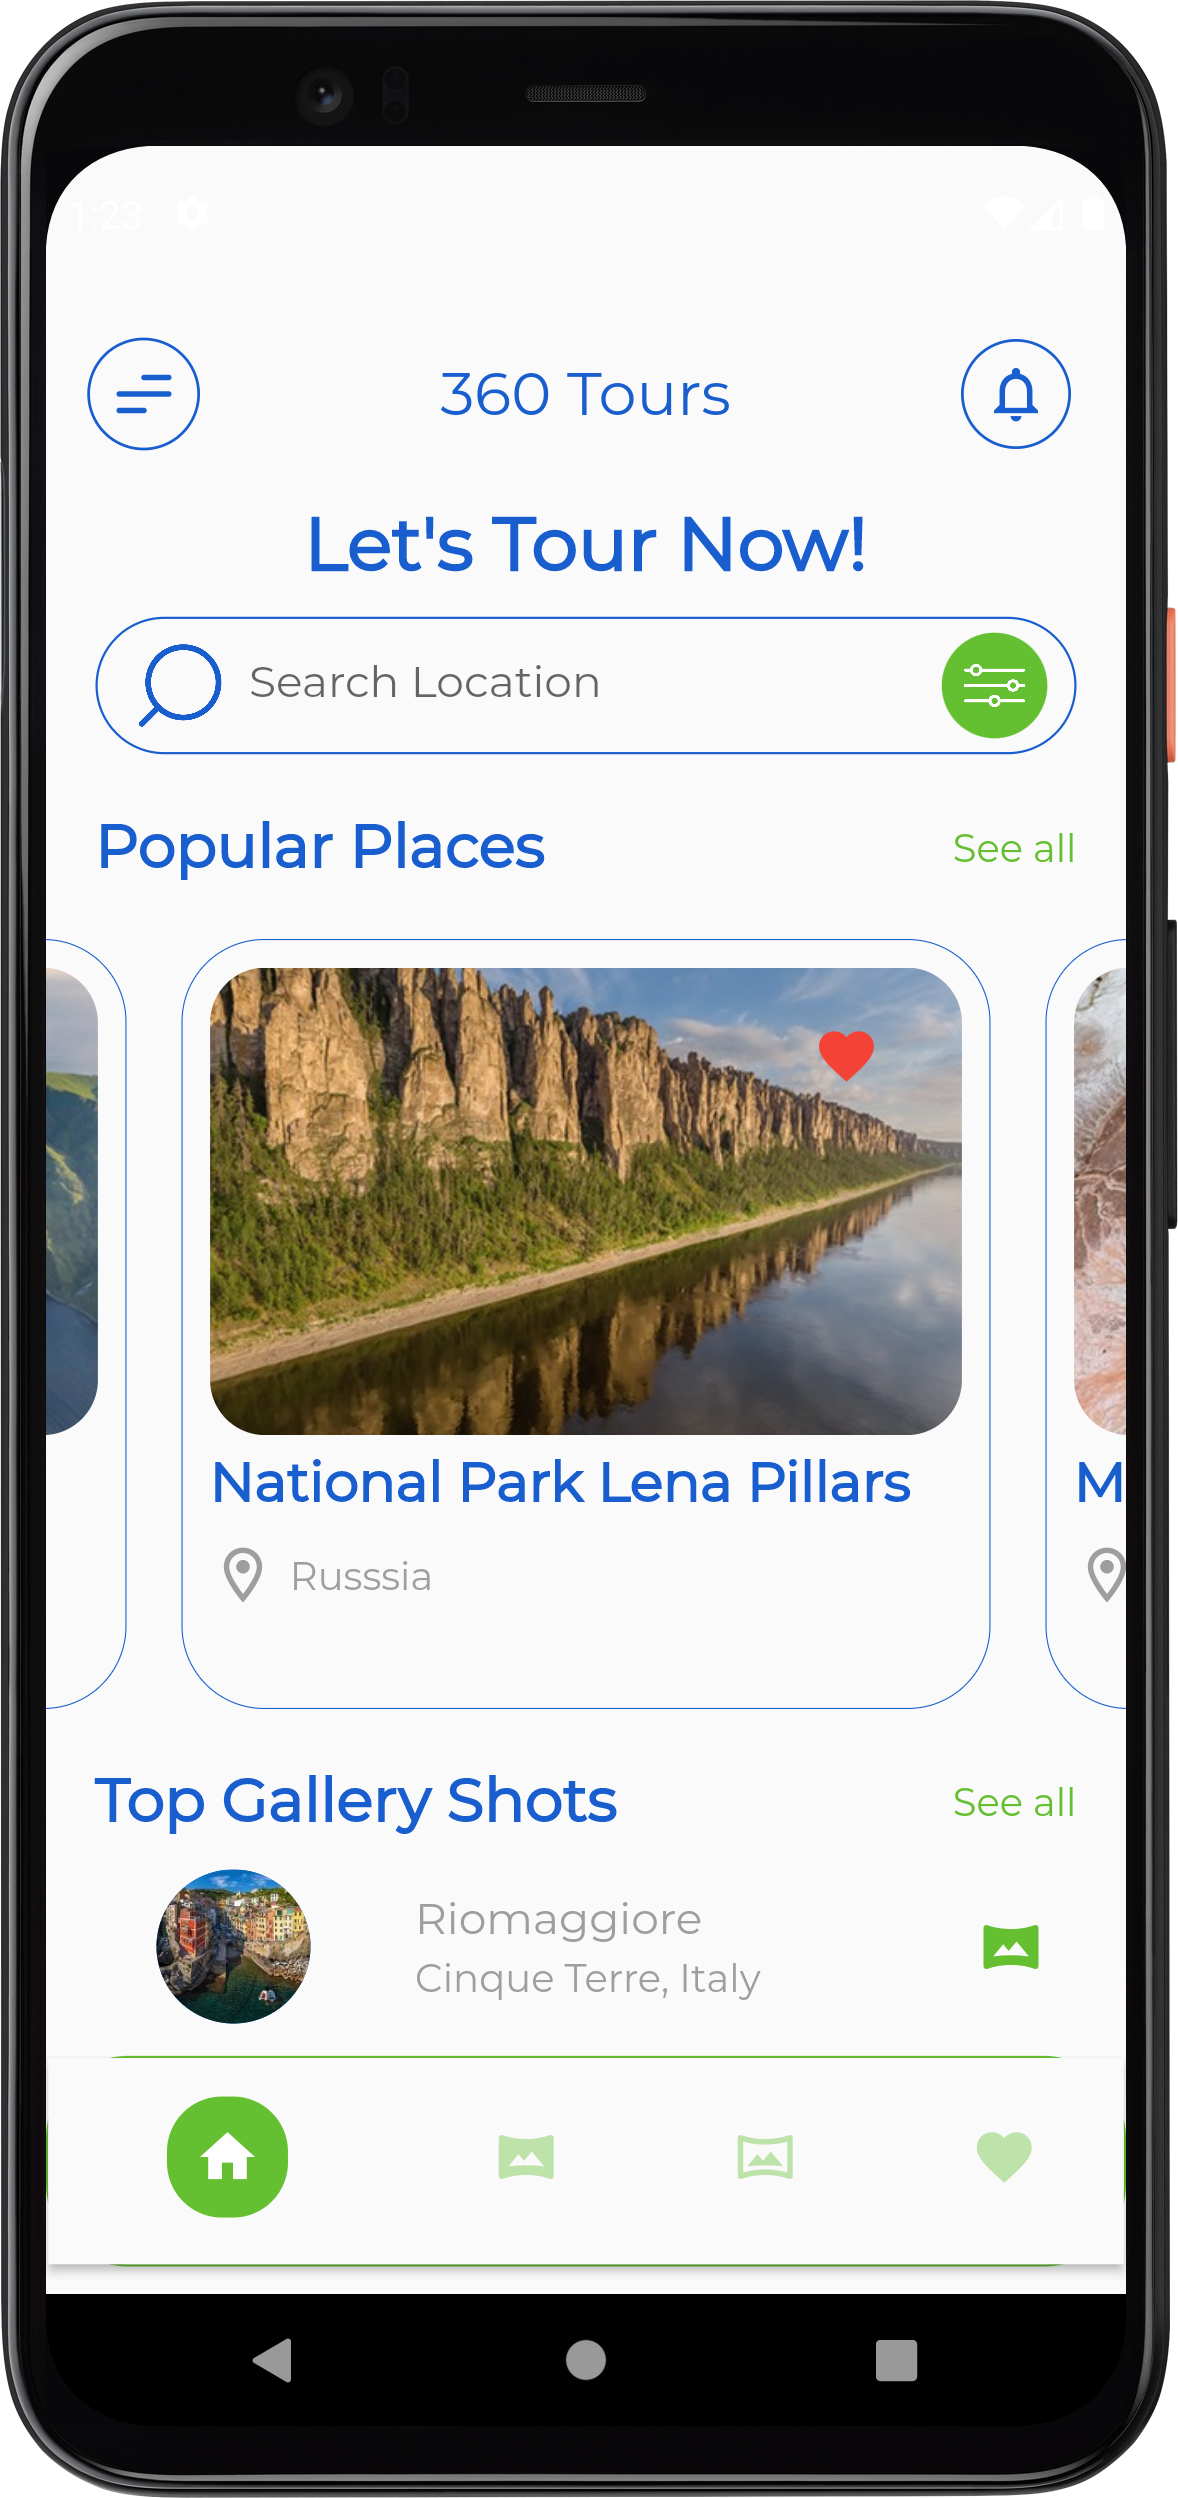 1:23
360 Tours
Let's Tour Now!
Search Location
Popular Places
See all
National Park Lena Pillars
M
Russsia
Top Gallery Shots
See all
Riomaggiore
Cinque Terre, Italy